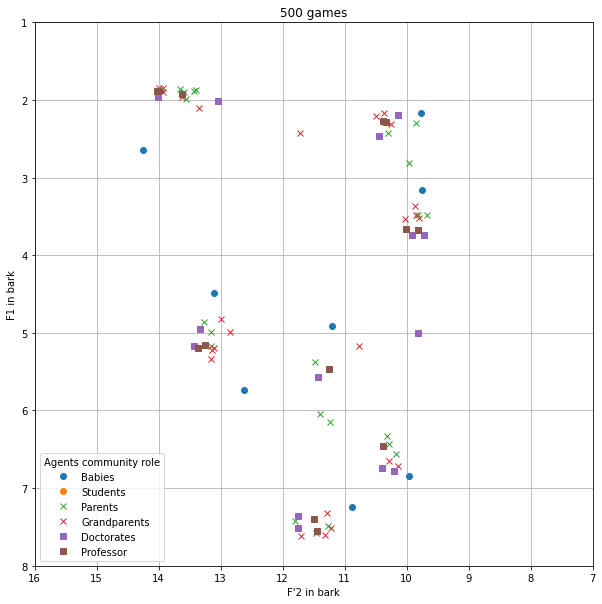 500 games
1
2
3
4
5
6
7
8
F1 in bark
Agents community role
Babies
Students
Parents
Grandparents
Doctorates
Professor
16 15 14 13 12 11 10 9 8 7
F'2 in bark